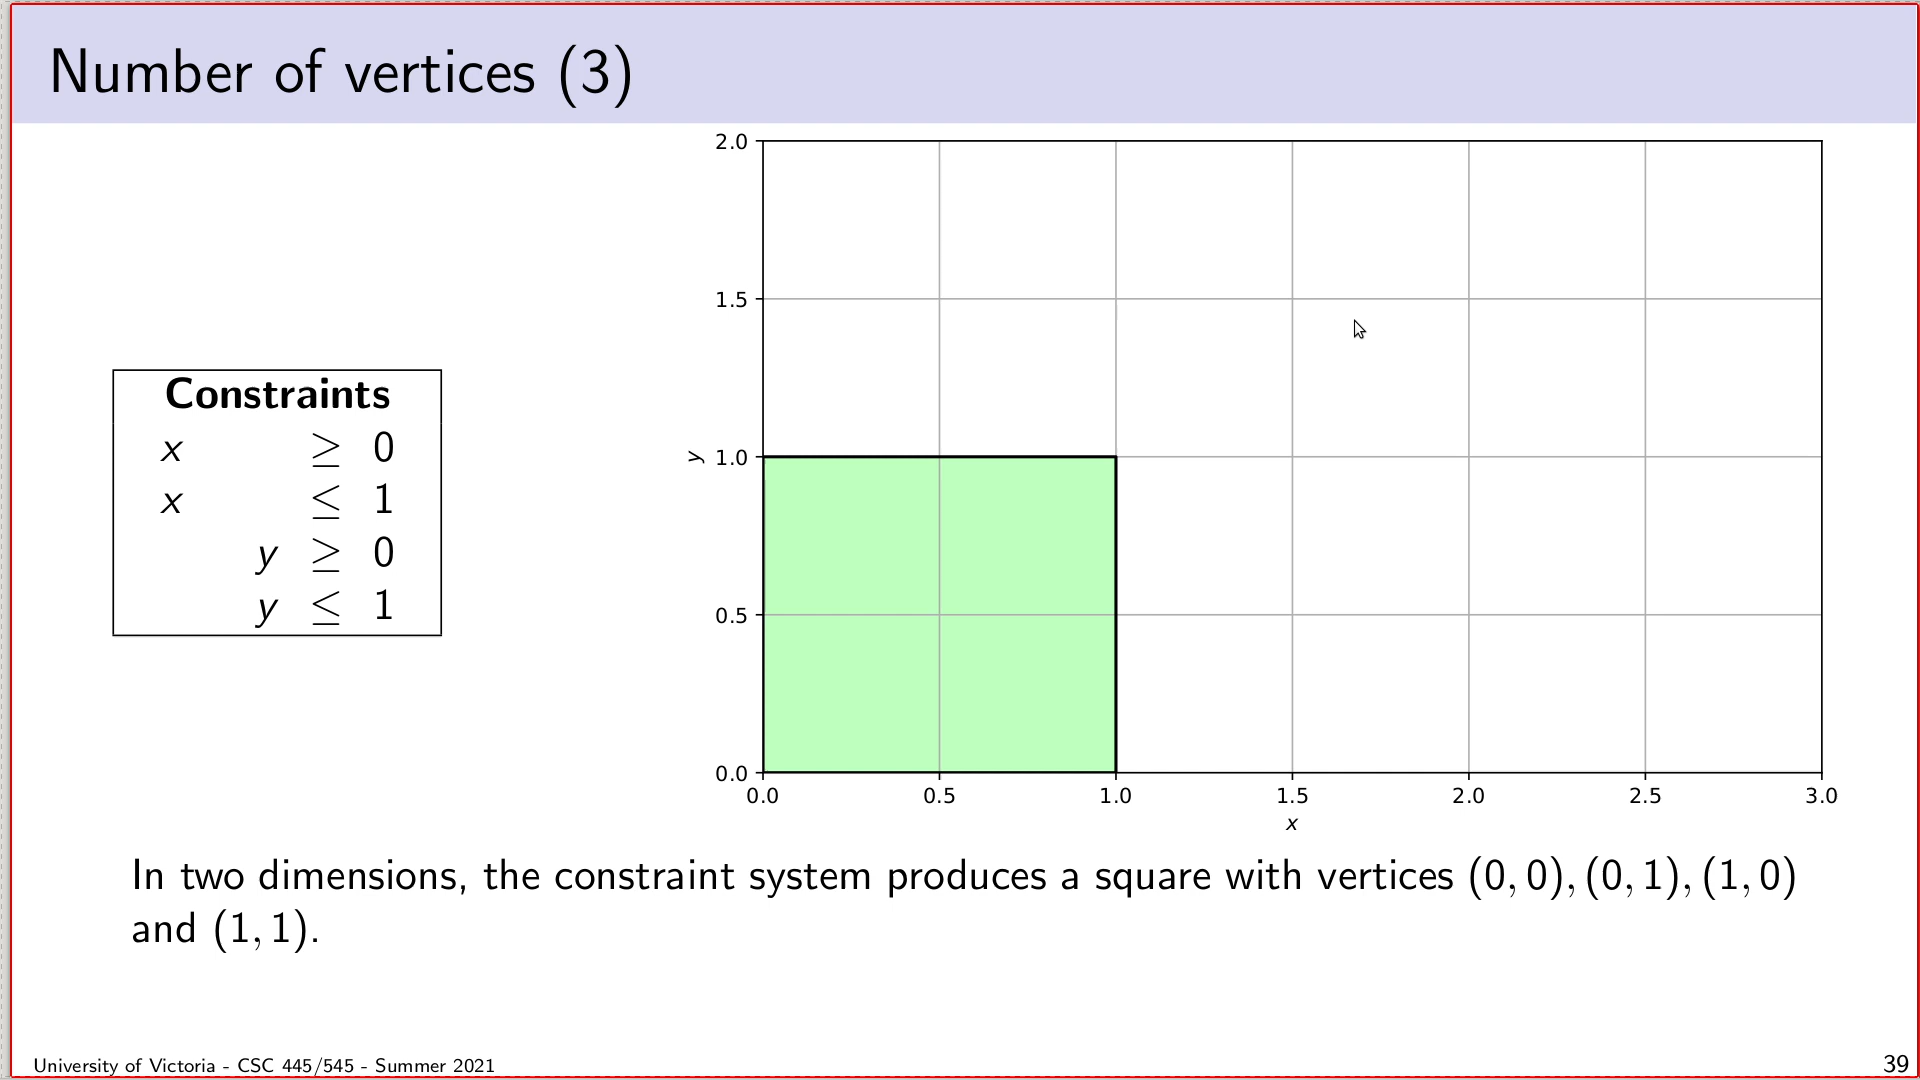 Number of vertices (3)
Constraints
x ≥ 0
x ≤ 1
y ≥ 0
y ≤ 1
2.0
1.5
1.0
0.5
0.0
y
0.0 0.5 1.0 1.5 2.0 2.5 3.0
x
In two dimensions, the constraint system produces a square with vertices (0, 0), (0, 1), (1, 0)
and (1, 1).
University of Victoria - CSC 445/545 - Summer 2021
39